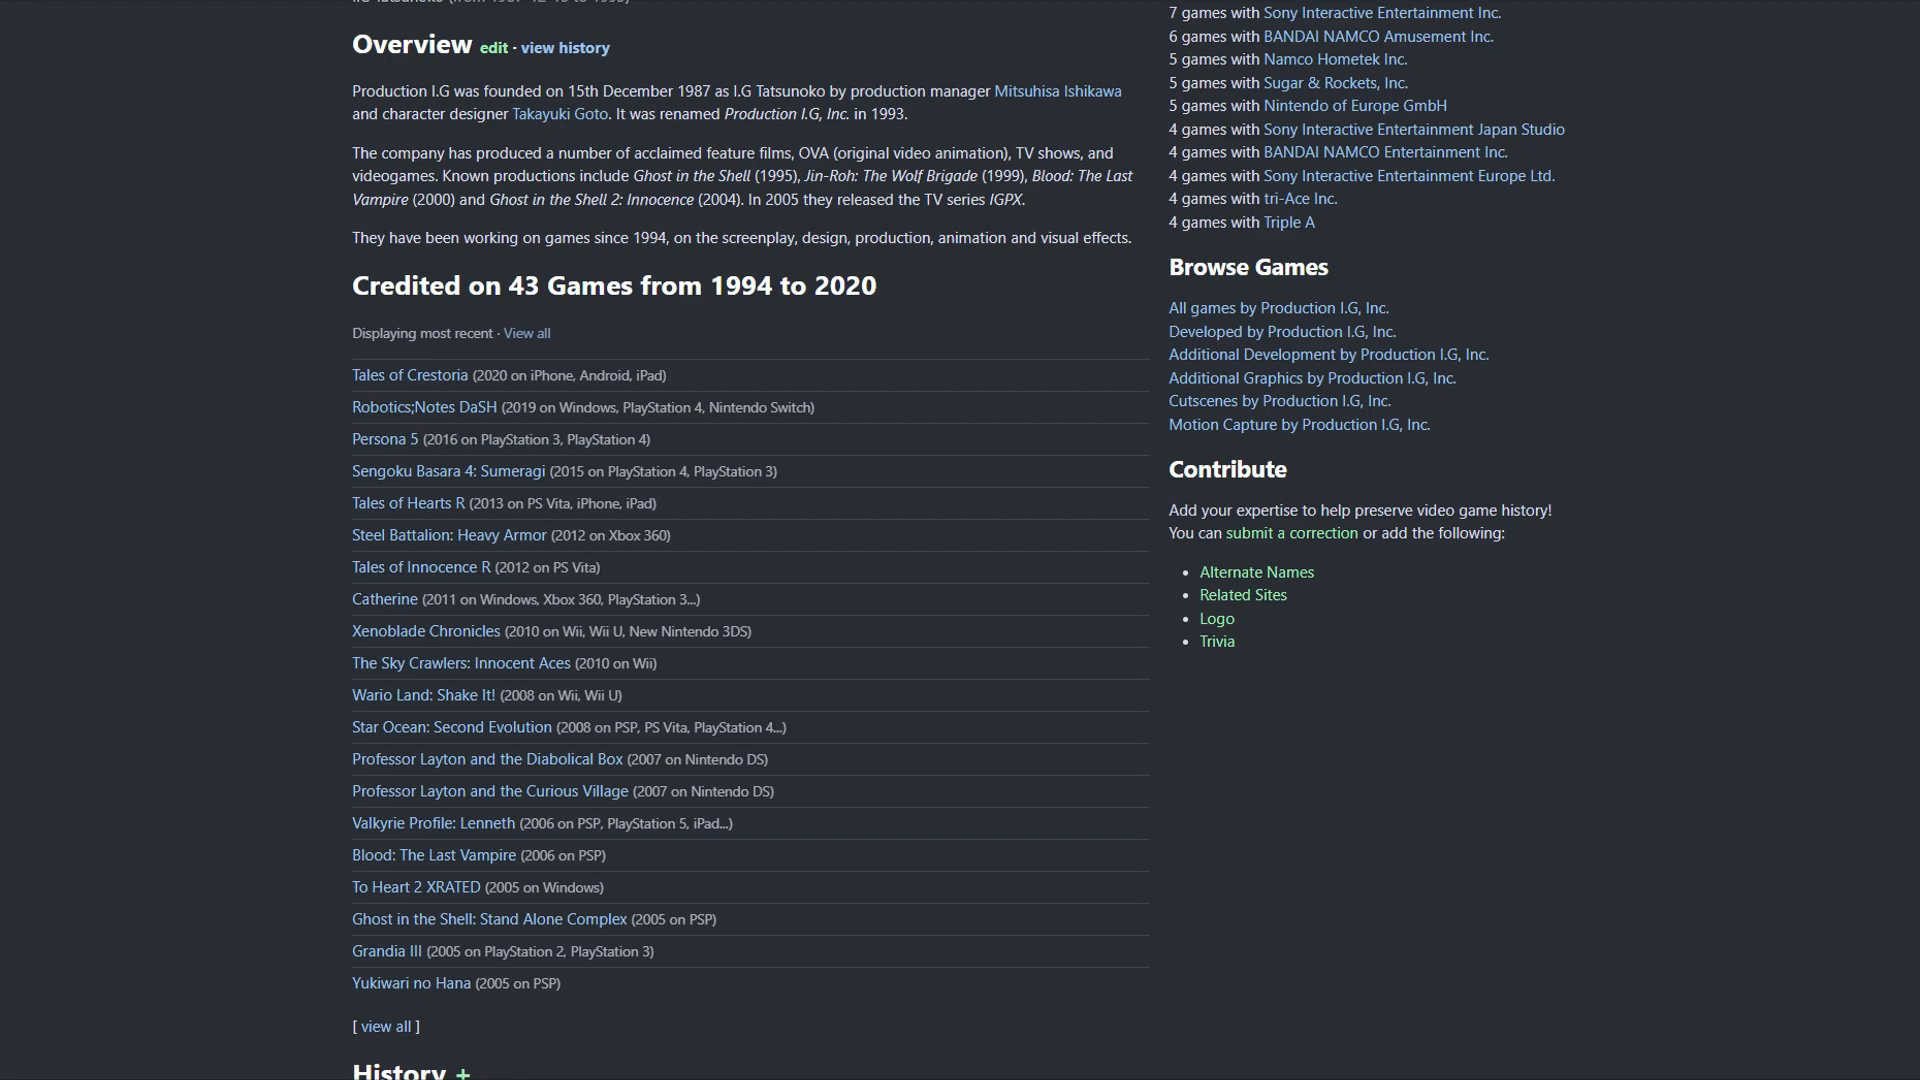 Overview edit · view history
Production I.G was founded on 15th December 1987 as I.G Tatsunoko by production manager Mitsuhisa Ishikawa
and character designer Takayuki Goto. It was renamed Production I.G, Inc. in 1993.
The company has produced a number of acclaimed feature films, OVA (original video animation), TV shows, and
videogames. Known productions include Ghost in the Shell (1995), Jin-Roh: The Wolf Brigade (1999), Blood: The Last
Vampire (2000) and Ghost in the Shell 2: Innocence (2004). In 2005 they released the TV series IGPX.
They have been working on games since 1994, on the screenplay, design, production, animation and visual effects.
Credited on 43 Games from 1994 to 2020
Displaying most recent · View all
Tales of Crestoria (2020 on iPhone, Android, iPad)
Robotics;Notes DaSH (2019 on Windows, PlayStation 4, Nintendo Switch)
Persona 5 (2016 on PlayStation 3, PlayStation 4)
Sengoku Basara 4: Sumeragi (2015 on PlayStation 4, PlayStation 3)
Tales of Hearts R (2013 on PS Vita, iPhone, iPad)
Steel Battalion: Heavy Armor (2012 on Xbox 360)
Tales of Innocence R (2012 on PS Vita)
Catherine (2011 on Windows, Xbox 360, PlayStation 3...)
Xenoblade Chronicles (2010 on Wii, Wii U, New Nintendo 3DS)
The Sky Crawlers: Innocent Aces (2010 on Wii)
Wario Land: Shake It! (2008 on Wii, Wii U)
Star Ocean: Second Evolution (2008 on PSP, PS Vita, PlayStation 4...)
Professor Layton and the Diabolical Box (2007 on Nintendo DS)
Professor Layton and the Curious Village (2007 on Nintendo DS)
Valkyrie Profile: Lenneth (2006 on PSP, PlayStation 5, iPad...)
Blood: The Last Vampire (2006 on PSP)
To Heart 2 XRATED (2005 on Windows)
Ghost in the Shell: Stand Alone Complex (2005 on PSP)
Grandia III (2005 on PlayStation 2, PlayStation 3)
Yukiwari no Hana (2005 on PSP)
[ view all ]
History +
7 games with Sony Interactive Entertainment Inc.
6 games with BANDAI NAMCO Amusement Inc.
5 games with Namco Hometek Inc.
5 games with Sugar & Rockets, Inc.
5 games with Nintendo of Europe GmbH
4 games with Sony Interactive Entertainment Japan Studio
4 games with BANDAI NAMCO Entertainment Inc.
4 games with Sony Interactive Entertainment Europe Ltd.
4 games with tri-Ace Inc.
4 games with Triple A
Browse Games
All games by Production I.G, Inc.
Developed by Production I.G, Inc.
Additional Development by Production I.G, Inc.
Additional Graphics by Production I.G, Inc.
Cutscenes by Production I.G, Inc.
Motion Capture by Production I.G, Inc.
Contribute
Add your expertise to help preserve video game history!
You can submit a correction or add the following:
• Alternate Names
• Related Sites
• Logo
• Trivia